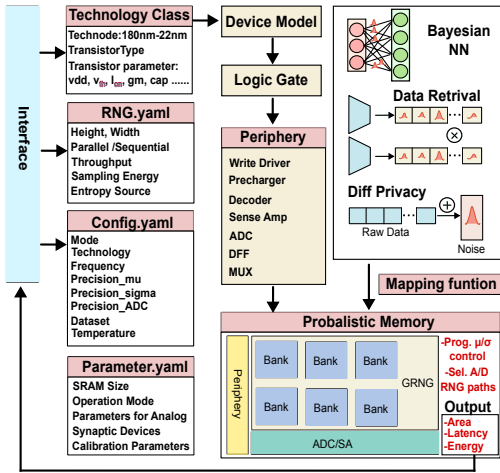 Interface
Technology Class
Technode:180nm-22nm
TransistorType
Transistor parameter:
vdd, vth, Ion, gm, cap ......
RNG.yaml
Height, Width
Parallel /Sequential
Throughput
Sampling Energy
Entropy Source
Config.yaml
Mode
Technology
Frequency
Precision_mu
Precision_sigma
Precision_ADC
Dataset
Temperature
Parameter.yaml
SRAM Size
Operation Mode
Parameters for Analog
Synaptic Devices
Calibration Parameters
Device Model
Logic Gate
Periphery
Write Driver
Precharger
Decoder
Sense Amp
ADC
DFF
MUX
Bayesian
NN
Data Retrival
Diff Privacy
Raw Data
Noise
Mapping funtion
Probalistic Memory
Periphery
Bank Bank Bank
Bank Bank Bank
GRNG
ADC/SA
-Prog. μ/σ
control
-Sel. A/D
RNG paths
Output
-Area
-Latency
-Energy